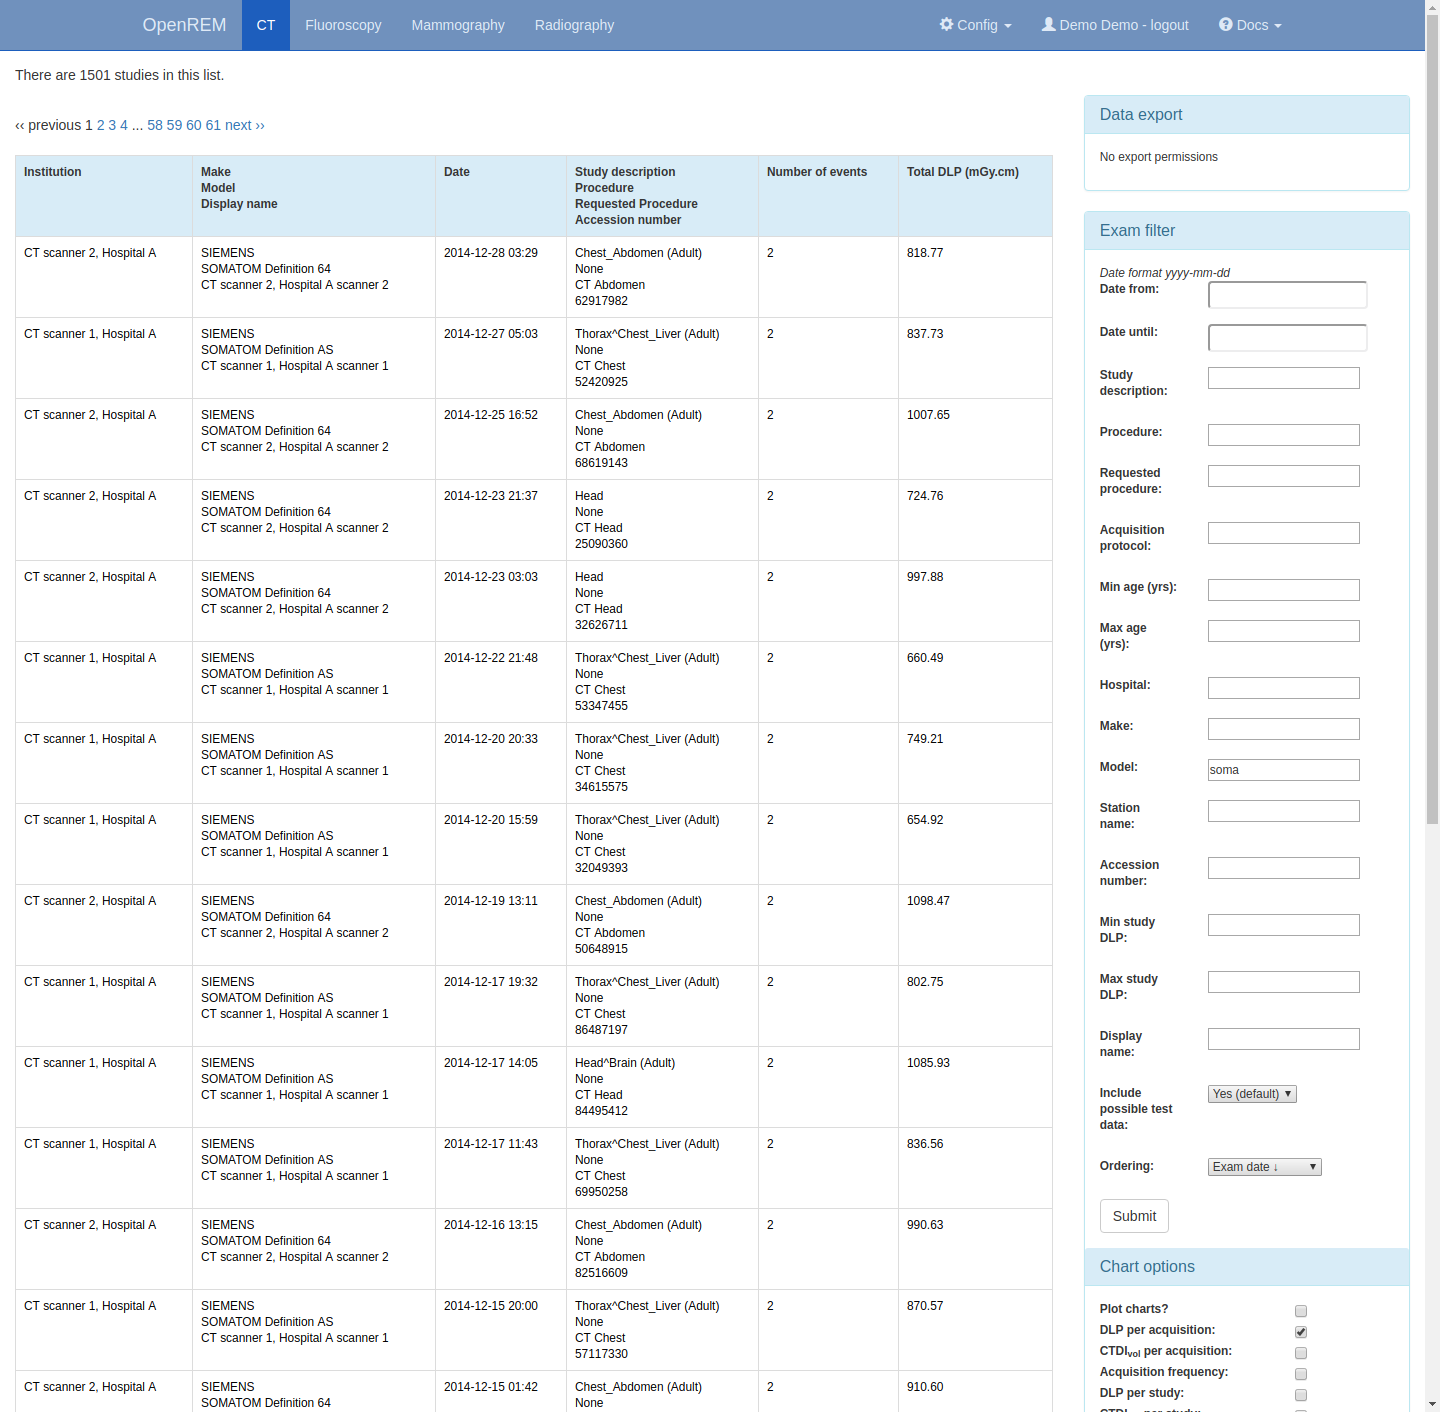 OpenREM CT Fluoroscopy Mammography Radiography Config Demo Demo - logout Docs
There are 1501 studies in this list.
‹‹ previous 1 2 3 4 ... 58 59 60 61 next ››
Institution
Make
Model
Display name
Date
Study description
Procedure
Requested Procedure
Accession number
Number of events
Total DLP (mGy.cm)
CT scanner 2, Hospital A
SIEMENS
SOMATOM Definition 64
CT scanner 2, Hospital A scanner 2
2014-12-28 03:29
Chest_Abdomen (Adult)
None
CT Abdomen
62917982
2
818.77
CT scanner 1, Hospital A
SIEMENS
SOMATOM Definition AS
CT scanner 1, Hospital A scanner 1
2014-12-27 05:03
Thorax^Chest_Liver (Adult)
None
CT Chest
52420925
2
837.73
CT scanner 2, Hospital A
SIEMENS
SOMATOM Definition 64
CT scanner 2, Hospital A scanner 2
2014-12-25 16:52
Chest_Abdomen (Adult)
None
CT Abdomen
68619143
2
1007.65
CT scanner 2, Hospital A
SIEMENS
SOMATOM Definition 64
CT scanner 2, Hospital A scanner 2
2014-12-23 21:37
Head
None
CT Head
25090360
2
724.76
CT scanner 2, Hospital A
SIEMENS
SOMATOM Definition 64
CT scanner 2, Hospital A scanner 2
2014-12-23 03:03
Head
None
CT Head
32626711
2
997.88
CT scanner 1, Hospital A
SIEMENS
SOMATOM Definition AS
CT scanner 1, Hospital A scanner 1
2014-12-22 21:48
Thorax^Chest_Liver (Adult)
None
CT Chest
53347455
2
660.49
CT scanner 1, Hospital A
SIEMENS
SOMATOM Definition AS
CT scanner 1, Hospital A scanner 1
2014-12-20 20:33
Thorax^Chest_Liver (Adult)
None
CT Chest
34615575
2
749.21
CT scanner 1, Hospital A
SIEMENS
SOMATOM Definition AS
CT scanner 1, Hospital A scanner 1
2014-12-20 15:59
Thorax^Chest_Liver (Adult)
None
CT Chest
32049393
2
654.92
CT scanner 2, Hospital A
SIEMENS
SOMATOM Definition 64
CT scanner 2, Hospital A scanner 2
2014-12-19 13:11
Chest_Abdomen (Adult)
None
CT Abdomen
50648915
2
1098.47
CT scanner 1, Hospital A
SIEMENS
SOMATOM Definition AS
CT scanner 1, Hospital A scanner 1
2014-12-17 19:32
Thorax^Chest_Liver (Adult)
None
CT Chest
86487197
2
802.75
CT scanner 1, Hospital A
SIEMENS
SOMATOM Definition AS
CT scanner 1, Hospital A scanner 1
2014-12-17 14:05
Head^Brain (Adult)
None
CT Head
84495412
2
1085.93
CT scanner 1, Hospital A
SIEMENS
SOMATOM Definition AS
CT scanner 1, Hospital A scanner 1
2014-12-17 11:43
Thorax^Chest_Liver (Adult)
None
CT Chest
69950258
2
836.56
CT scanner 2, Hospital A
SIEMENS
SOMATOM Definition 64
CT scanner 2, Hospital A scanner 2
2014-12-16 13:15
Chest_Abdomen (Adult)
None
CT Abdomen
82516609
2
990.63
CT scanner 1, Hospital A
SIEMENS
SOMATOM Definition AS
CT scanner 1, Hospital A scanner 1
2014-12-15 20:00
Thorax^Chest_Liver (Adult)
None
CT Chest
57117330
2
870.57
CT scanner 2, Hospital A
SIEMENS
SOMATOM Definition 64
2014-12-15 01:42
Chest_Abdomen (Adult)
None
2
910.60
Data export
No export permissions
Exam filter
Date format yyyy-mm-dd
Date from:
Date until:
Study
description:
Procedure:
Requested
procedure:
Acquisition
protocol:
Min age (yrs):
Max age
(yrs):
Hospital:
Make:
Model: soma
Station
name:
Accession
number:
Min study
DLP:
Max study
DLP:
Display
name:
Include
possible test
data:
Yes (default)
Ordering: Exam date ↓
Submit
Chart options
Plot charts?
DLP per acquisition:
CTDIvol per acquisition:
Acquisition frequency:
DLP per study: